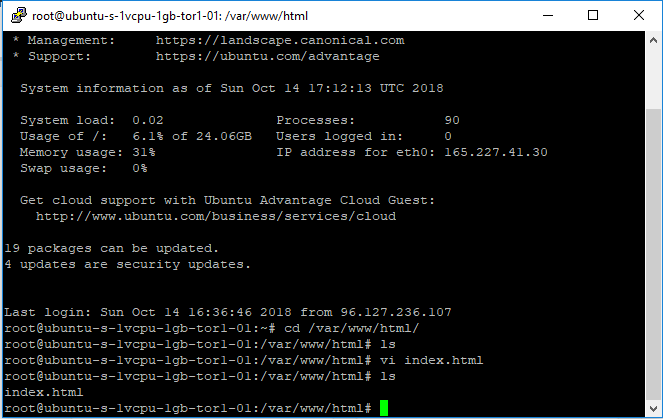 root@ubuntu-s-1vcpu-1gb-tor1-01: /var/www/html
 * Management:     https://landscape.canonical.com
 * Support:        https://ubuntu.com/advantage
  System information as of Sun Oct 14 17:12:13 UTC 2018
  System load:  0.02              Processes:           90
  Usage of /:   6.1% of 24.06GB   Users logged in:     0
  Memory usage: 31%               IP address for eth0: 165.227.41.30
  Swap usage:   0%
  Get cloud support with Ubuntu Advantage Cloud Guest:
    http://www.ubuntu.com/business/services/cloud
19 packages can be updated.
4 updates are security updates.
Last login: Sun Oct 14 16:36:46 2018 from 96.127.236.107
root@ubuntu-s-1vcpu-1gb-tor1-01:~# cd /var/www/html/
root@ubuntu-s-1vcpu-1gb-tor1-01:/var/www/html# ls
root@ubuntu-s-1vcpu-1gb-tor1-01:/var/www/html# vi index.html
root@ubuntu-s-1vcpu-1gb-tor1-01:/var/www/html# ls
index.html
root@ubuntu-s-1vcpu-1gb-tor1-01:/var/www/html#